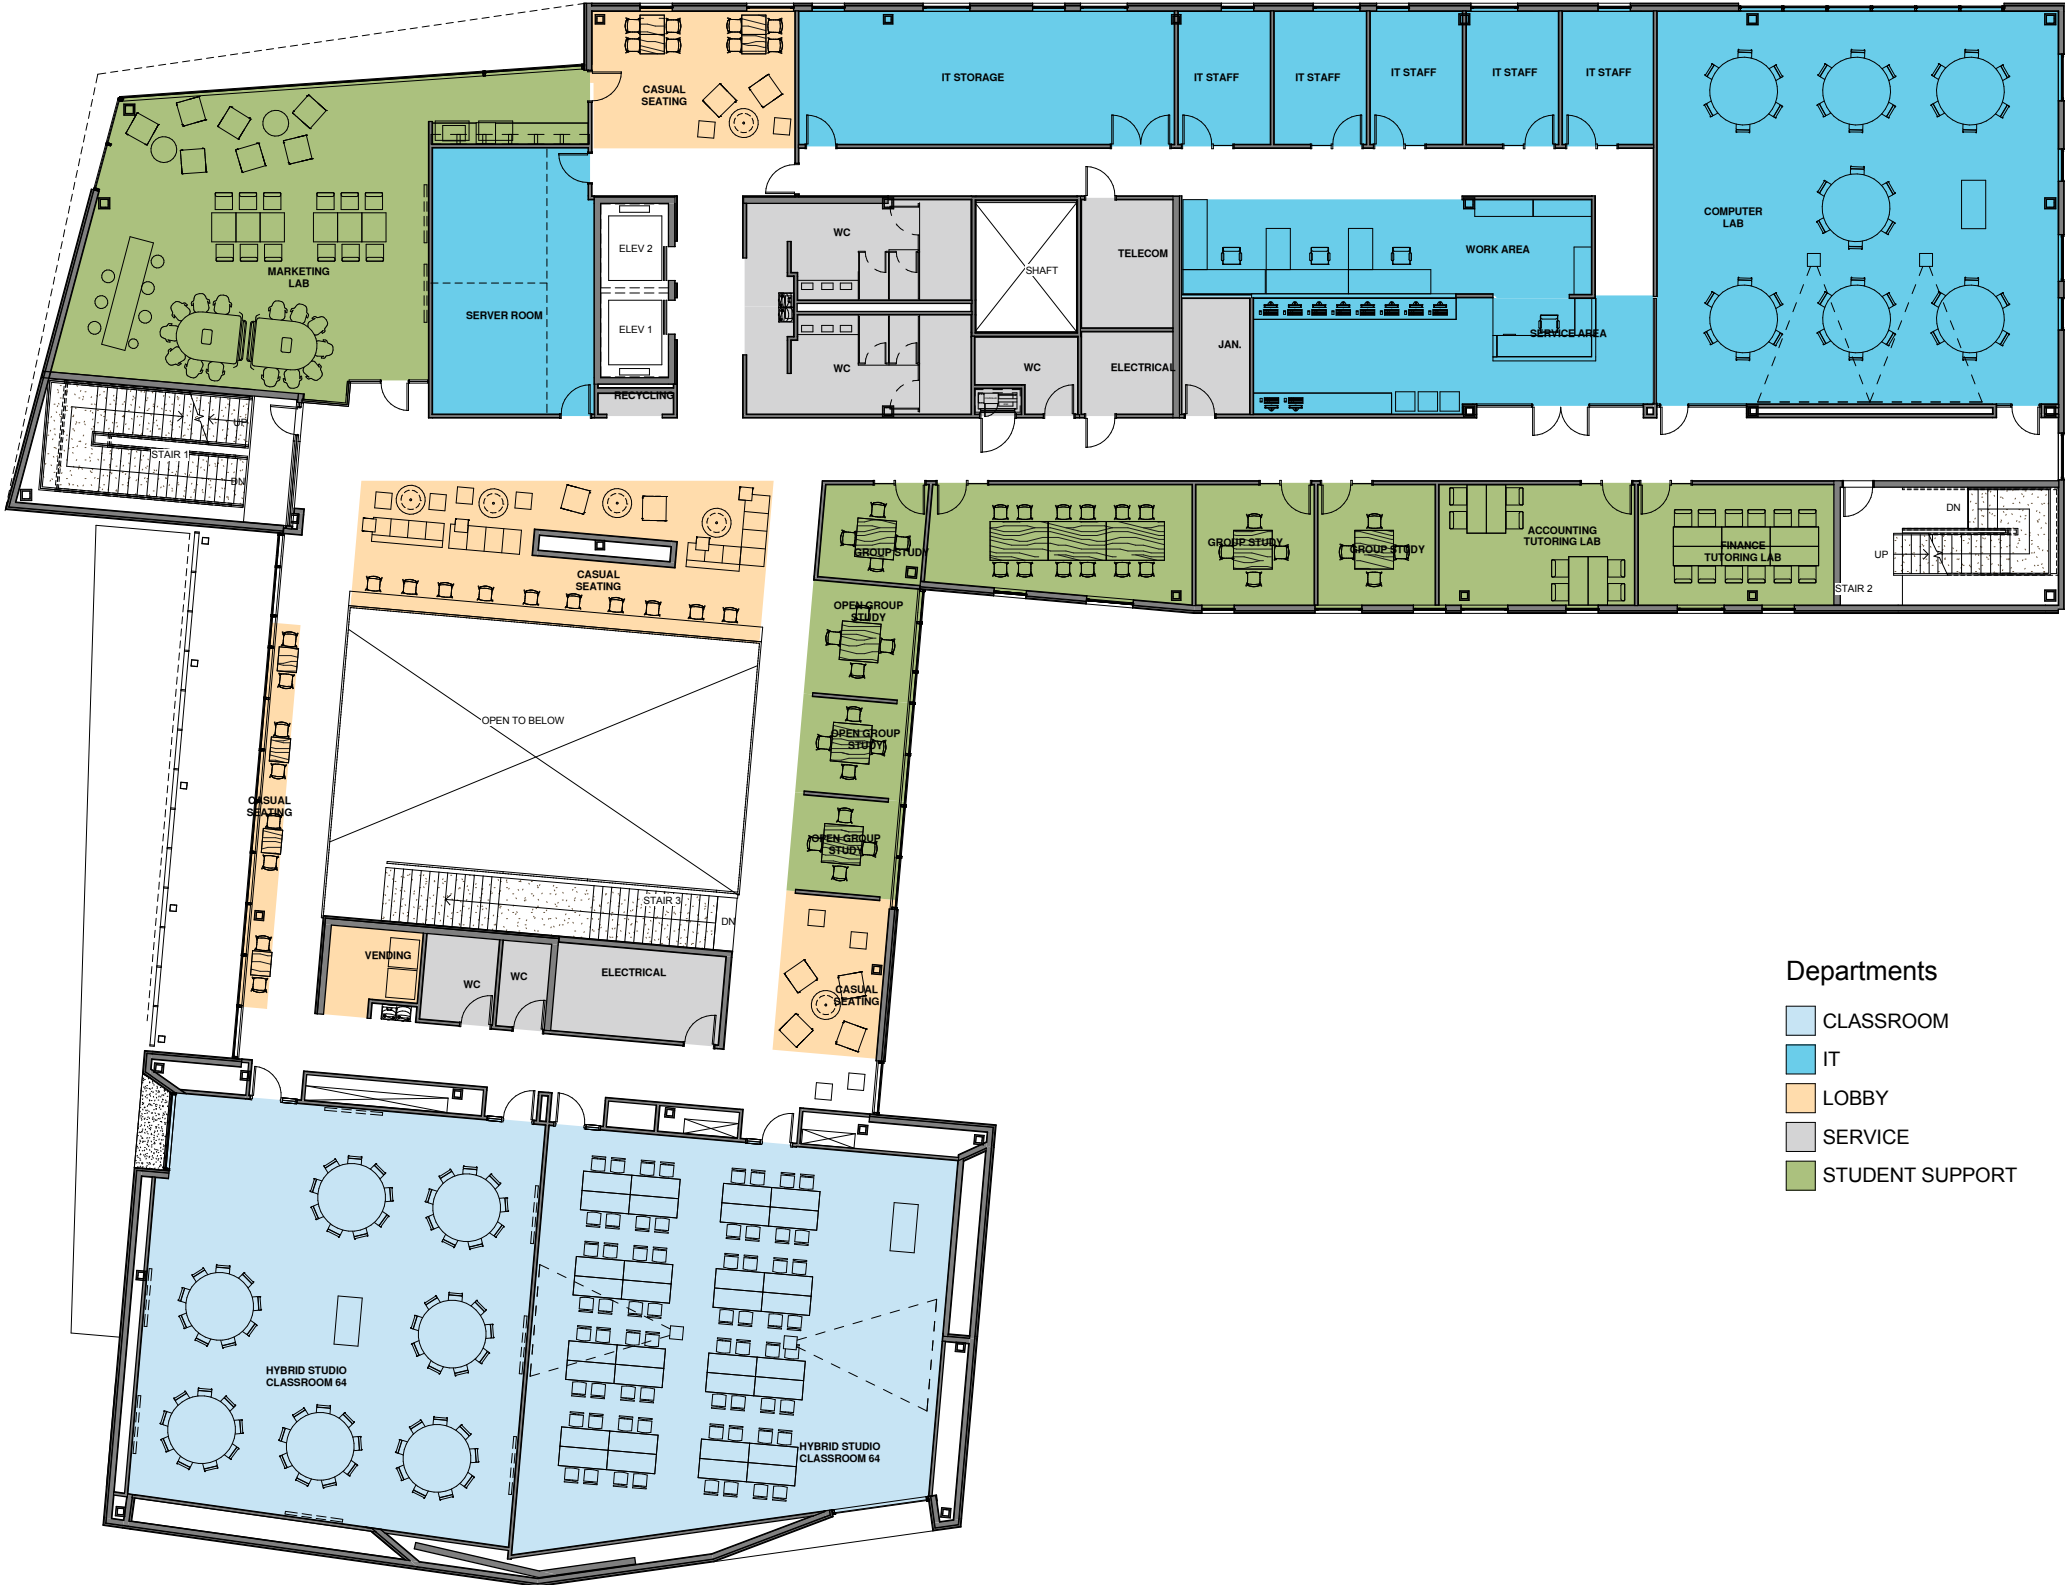 CASUAL
SEATING
IT STORAGE
IT STAFF
IT STAFF
IT STAFF
IT STAFF
IT STAFF
COMPUTER
LAB
MARKETING
LAB
SERVER ROOM
ELEV 2
ELEV 1
RECYCLING
WC
WC
SHAFT
WC
TELECOM
ELECTRICAL
WORK AREA
SERVICE AREA
JAN.
UP
STAIR 1
DN
CASUAL
SEATING
GROUP STUDY
GROUP STUDY
GROUP STUDY
ACCOUNTING
TUTORING LAB
FINANCE
TUTORING LAB
DN
UP
STAIR 2
OPEN GROUP
STUDY
OPEN GROUP
STUDY
OPEN GROUP
STUDY
OPEN TO BELOW
CASUAL
SEATING
STAIR 3
DN
VENDING
WC
WC
ELECTRICAL
CASUAL
SEATING
HYBRID STUDIO
CLASSROOM 64
HYBRID STUDIO
CLASSROOM 64
Departments
CLASSROOM
IT
LOBBY
SERVICE
STUDENT SUPPORT